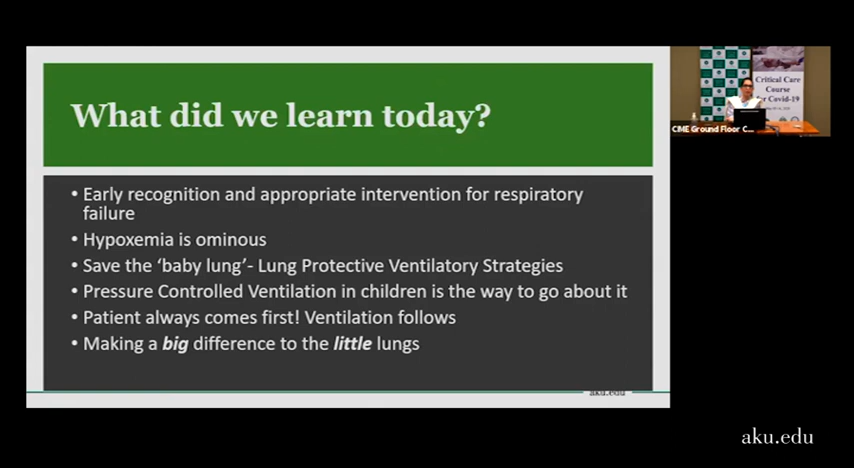 What did we learn today?
• Early recognition and appropriate intervention for respiratory
failure
• Hypoxemia is ominous
• Save the ‘baby lung’- Lung Protective Ventilatory Strategies
• Pressure Controlled Ventilation in children is the way to go about it
• Patient always comes first! Ventilation follows
• Making a big difference to the little lungs
aku.edu
Critical Care
Course
for Covid-19
CIME Ground Floor C...
aku.edu